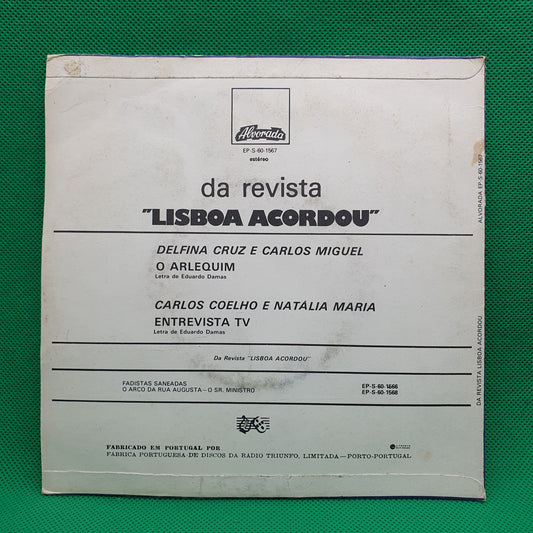 Alvorada
EP-S-60-1567
estéreo
da revista
"LISBOA ACORDOU"
DELFINA CRUZ E CARLOS MIGUEL
O ARLEQUIM
Letra de Eduardo Damas
CARLOS COELHO E NATÁLIA MARIA
ENTREVISTA TV
Letra de Eduardo Damas
Da Revista "LISBOA ACORDOU"
FADISTAS SANEADAS EP-S-60-1566
O ARCO DA RUA AUGUSTA—O SR. MINISTRO EP-S-60-1568
FABRICADO EM PORTUGAL POR
FÁBRICA PORTUGUESA DE DISCOS DA RÁDIO TRIUNFO, LIMITADA—PORTO-PORTUGAL
ALVORADA EP-S-60-1567
DA REVISTA LISBOA ACORDOU